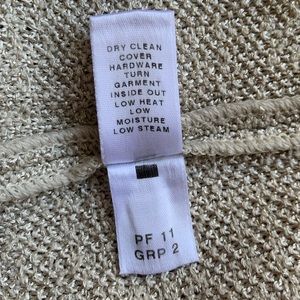 DRY CLEAN
COVER
HARDWARE
TURN
GARMENT
INSIDE OUT
LOW HEAT
LOW
MOISTURE
LOW STEAM
PF 11
GRP 2